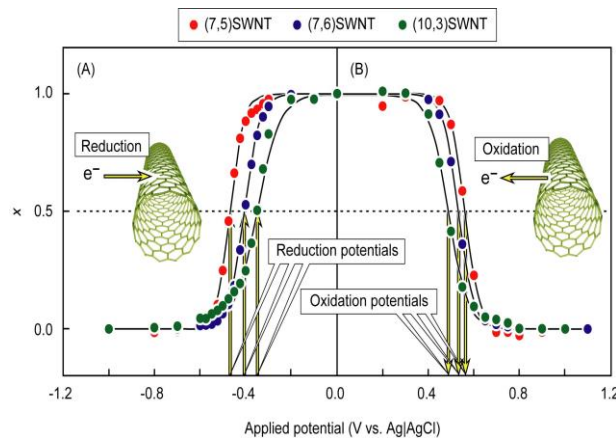 (7,5)SWNT (7,6)SWNT (10,3)SWNT
(A) (B)
1.0
Reduction Oxidation
e⁻ e⁻
x 0.5
Reduction potentials
Oxidation potentials
0.0
-1.2 -0.8 -0.4 0.0 0.4 0.8 1.2
Applied potential (V vs. Ag|AgCl)